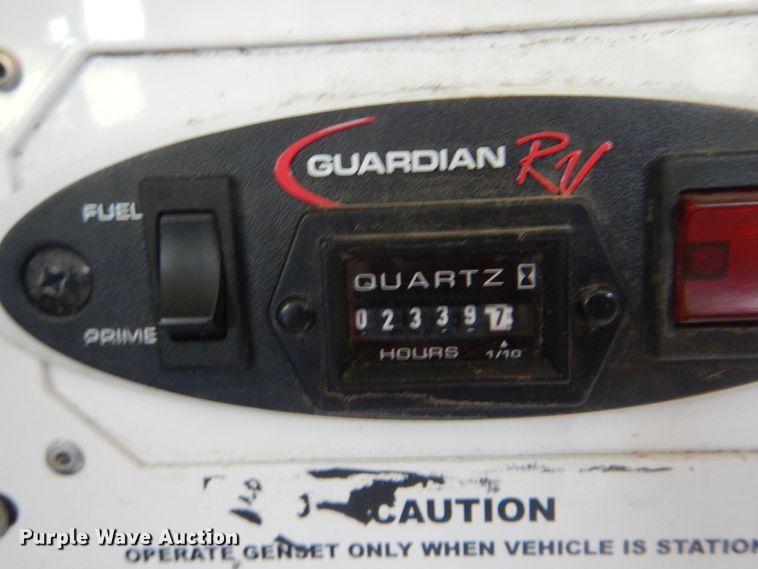 GUARDIAN RV
FUEL
QUARTZ
0 2 3 3 9 7
PRIME
HOURS 1/10
CAUTION
OPERATE GENSET ONLY WHEN VEHICLE IS STATION
Purple Wave Auction